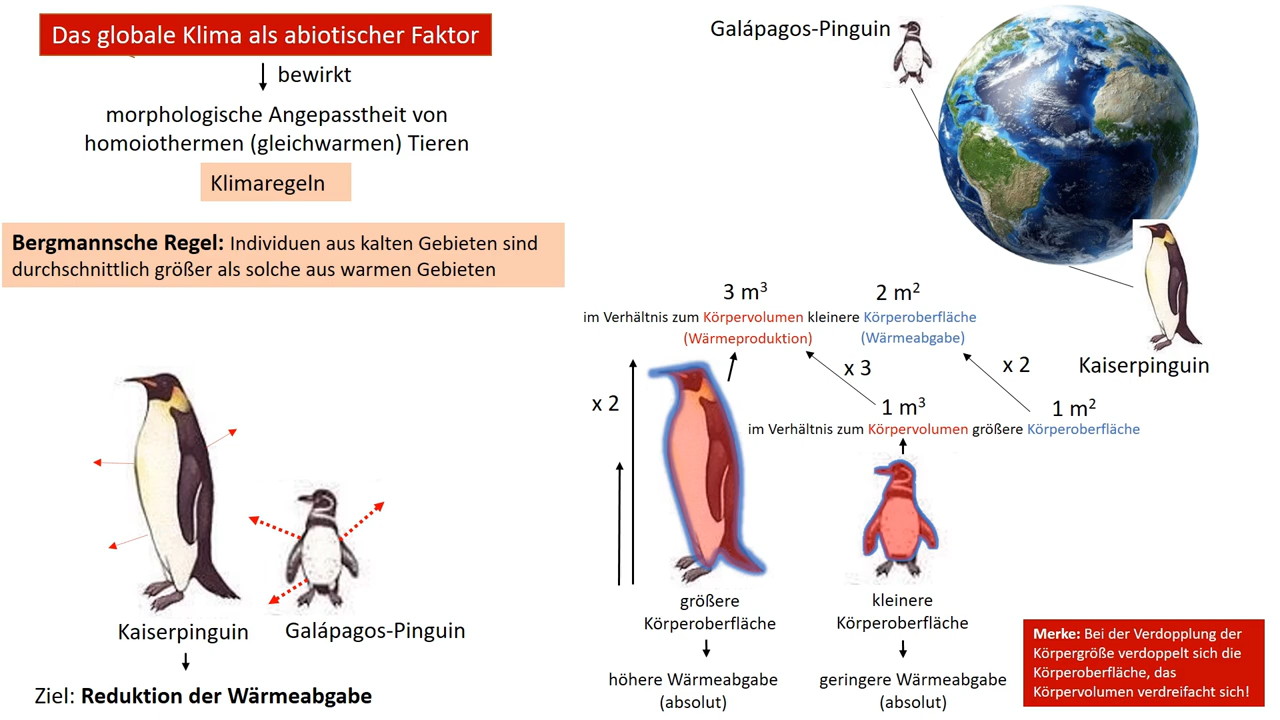 Das globale Klima als abiotischer Faktor
bewirkt
morphologische Angepasstheit von
homoiothermen (gleichwarmen) Tieren
Klimaregeln
Bergmannsche Regel: Individuen aus kalten Gebieten sind
durchschnittlich größer als solche aus warmen Gebieten
Kaiserpinguin
Galápagos-Pinguin
Ziel: Reduktion der Wärmeabgabe
Galápagos-Pinguin
Kaiserpinguin
3 m³
2 m²
im Verhältnis zum Körpervolumen kleinere Körperoberfläche
(Wärmeproduktion)
(Wärmeabgabe)
x 3
x 2
x 2
1 m³
1 m²
im Verhältnis zum Körpervolumen größere Körperoberfläche
größere
Körperoberfläche
höhere Wärmeabgabe
(absolut)
kleinere
Körperoberfläche
geringere Wärmeabgabe
(absolut)
Merke: Bei der Verdopplung der
Körpergröße verdoppelt sich die
Körperoberfläche, das
Körpervolumen verdreifacht sich!